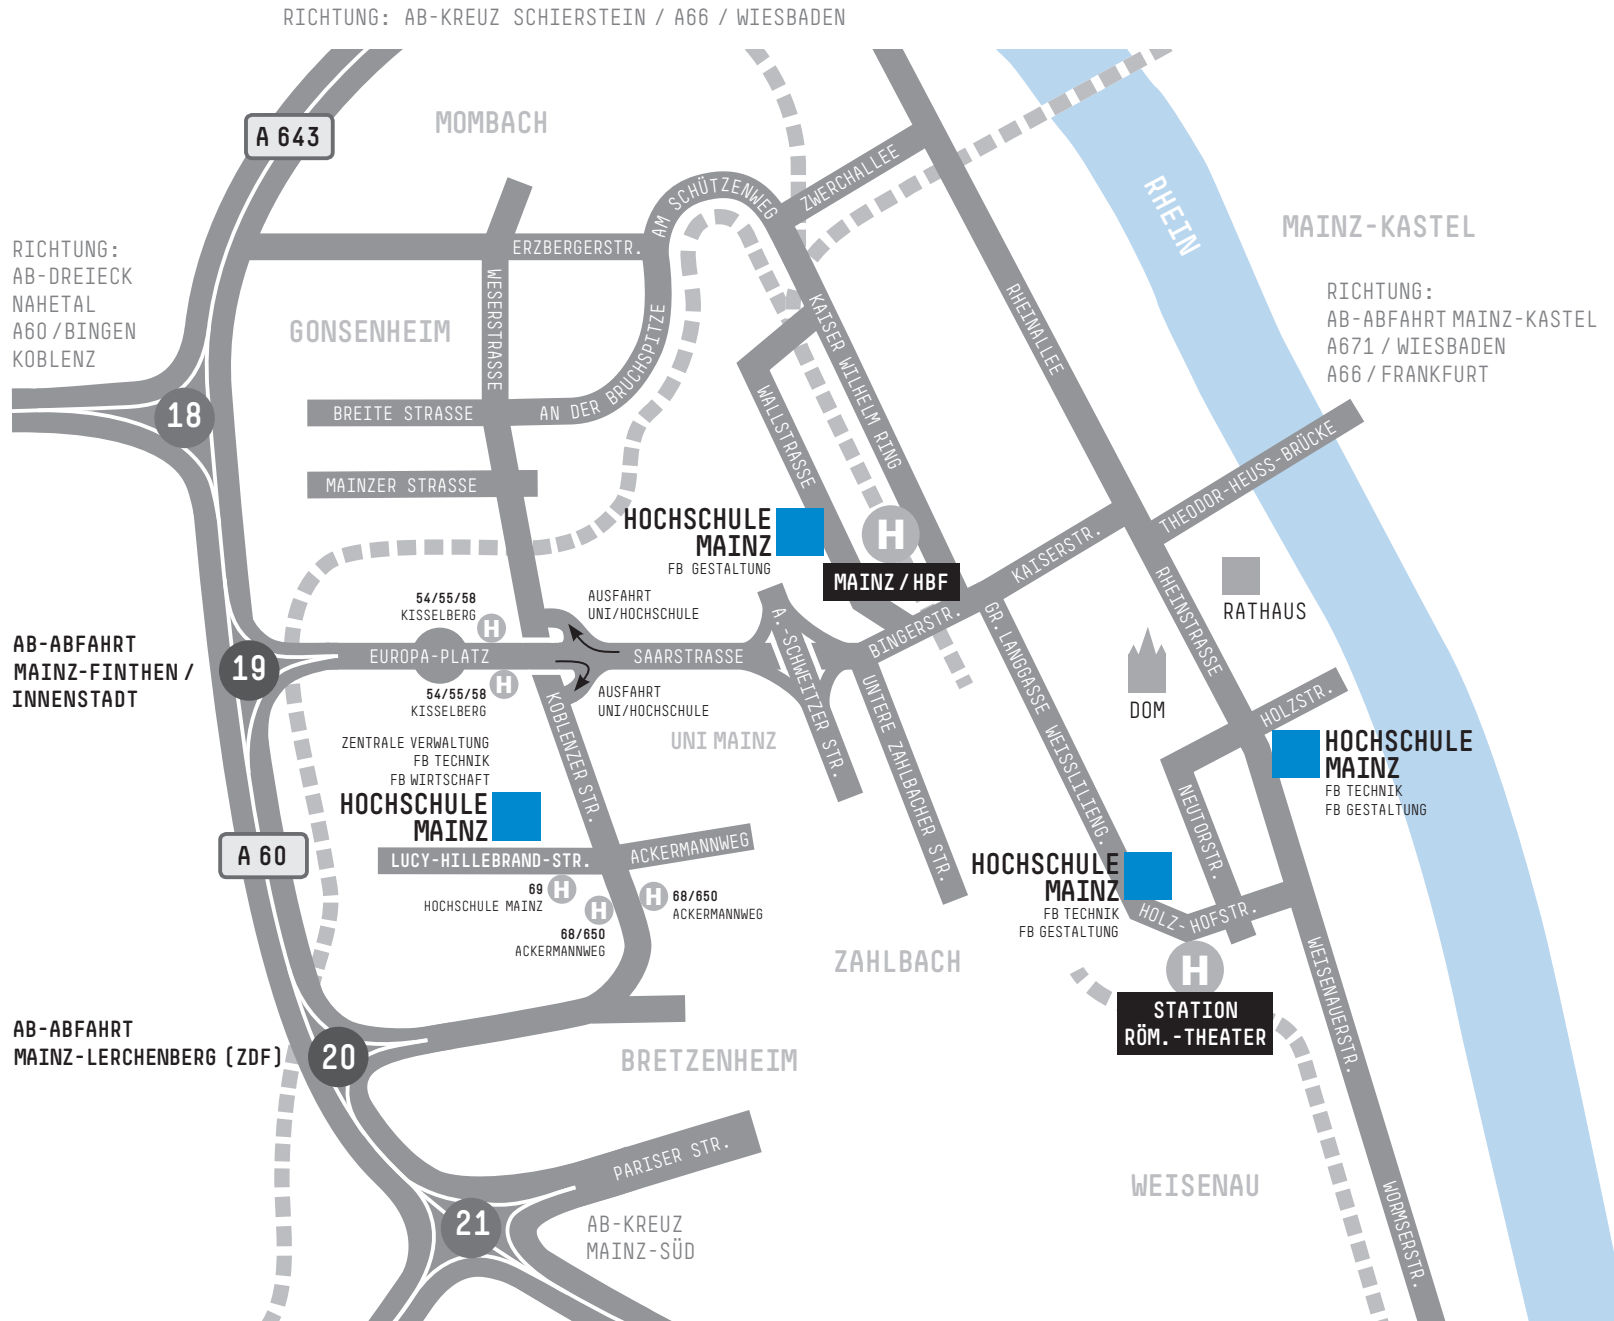 RICHTUNG: AB-KREUZ SCHIERSTEIN / A66 / WIESBADEN
A 643
MOMBACH
RHEIN
MAINZ-KASTEL
ZWERCHALLEE
AM SCHÜTZENWEG
ERZBERGERSTR.
WESERSTRASSE
RICHTUNG:
AB-DREIECK
NAHETAL
A60/BINGEN
KOBLENZ
GONSENHEIM
RICHTUNG:
AB-ABFAHRT MAINZ-KASTEL
A671 / WIESBADEN
A66/FRANKFURT
KAISER WILHELM RING
RHEINALLEE
18
BREITE STRASSE
AN DER BRUCHSPITZE
WALLSTRASSE
MAINZER STRASSE
THEODOR-HEUSS-BRÜCKE
HOCHSCHULE
MAINZ
FB GESTALTUNG
H
MAINZ/HBF
KAISERSTR.
RHEINSTRASSE
RATHAUS
54/55/58
KISSELBERG
H
AUSFAHRT
UNI/HOCHSCHULE
A.-SCHWEITZER STR.
BINGERSTR.
GR. LANGGASSE
WEISSLILIENG.
AB-ABFAHRT
MAINZ-FINTHEN /
INNENSTADT
19
EUROPA-PLATZ
SAARSTRASSE
H
54/55/58
KISSELBERG
AUSFAHRT
UNI/HOCHSCHULE
UNTERE ZAHLBACHER STR.
DOM
HOLZSTR.
KOBLENZER STR.
UNI MAINZ
ZENTRALE VERWALTUNG
FB TECHNIK
FB WIRTSCHAFT
HOCHSCHULE
MAINZ
HOCHSCHULE
MAINZ
FB TECHNIK
FB GESTALTUNG
NEUTORSTR.
A 60
LUCY-HILLEBRAND-STR.
ACKERMANNWEG
HOCHSCHULE
MAINZ
FB TECHNIK
FB GESTALTUNG
69
HOCHSCHULE MAINZ
H
H
68/650
ACKERMANNWEG
H
68/650
ACKERMANNWEG
HOLZ-HOFSTR.
ZAHLBACH
H
STATION
RÖM.-THEATER
WEISENAUERSTR.
AB-ABFAHRT
MAINZ-LERCHENBERG (ZDF)
20
BRETZENHEIM
PARISER STR.
WEISENAU
WORMSERSTR.
21
AB-KREUZ
MAINZ-SÜD